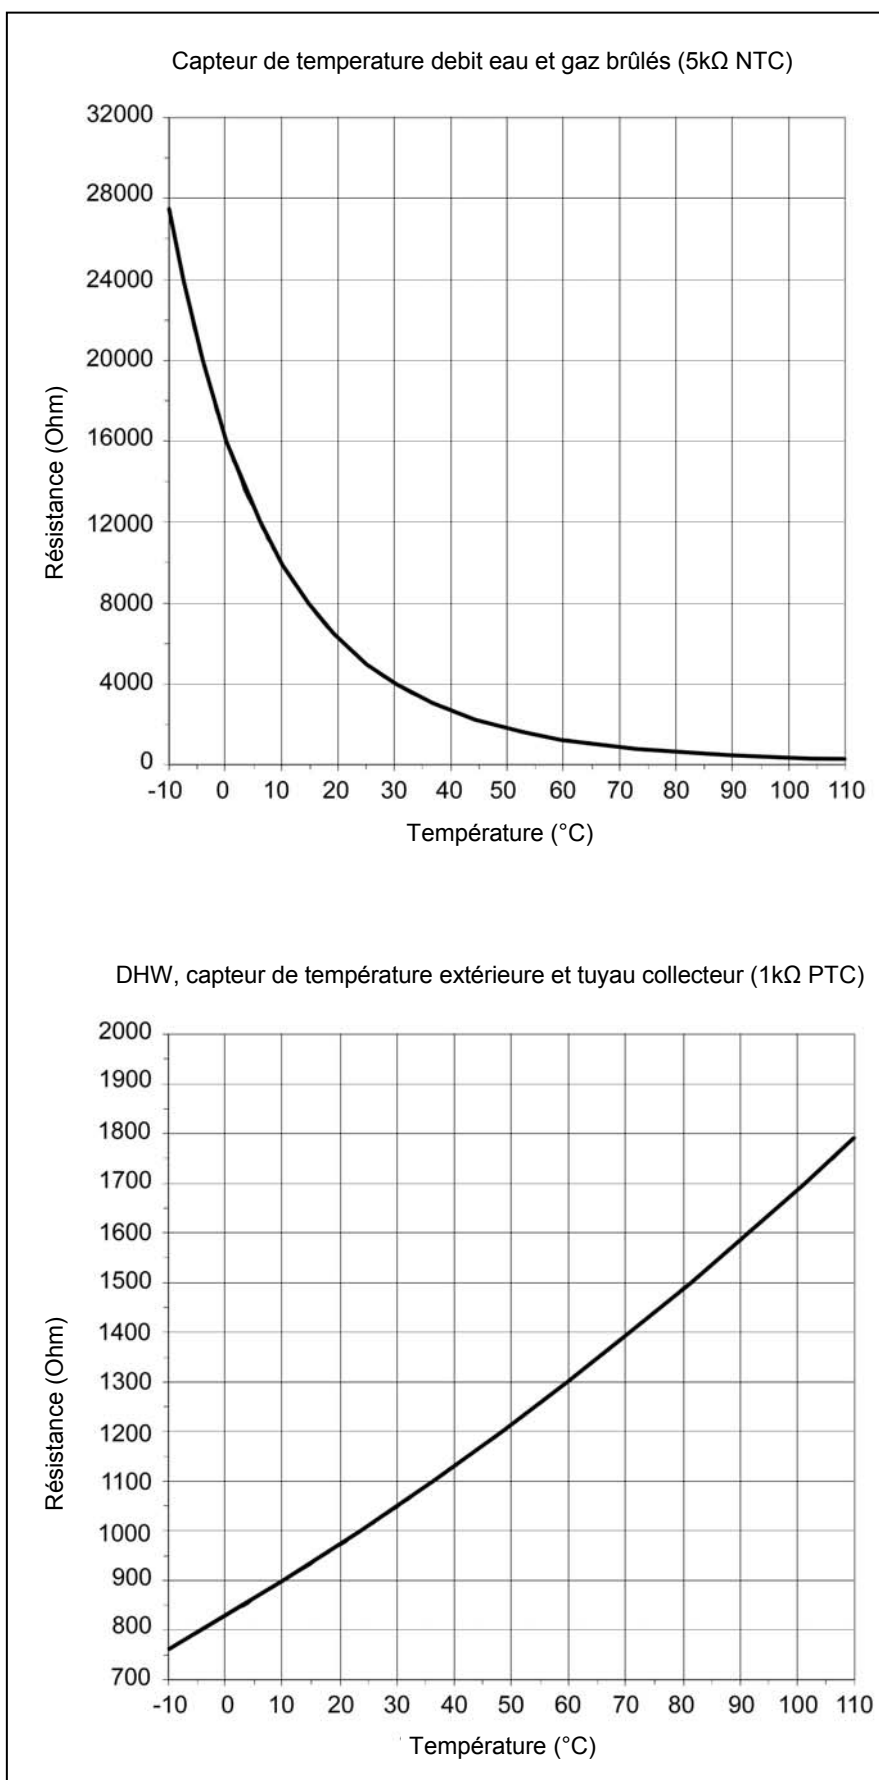 Capteur de temperature debit eau et gaz brûlés (5kΩ NTC)
32000
28000
24000
20000
16000
12000
8000
4000
0
Résistance (Ohm)
-10 0 10 20 30 40 50 60 70 80 90 100 110
Température (°C)
DHW, capteur de température extérieure et tuyau collecteur (1kΩ PTC)
2000
1900
1800
1700
1600
1500
1400
1300
1200
1100
1000
900
800
700
Résistance (Ohm)
-10 0 10 20 30 40 50 60 70 80 90 100 110
Température (°C)